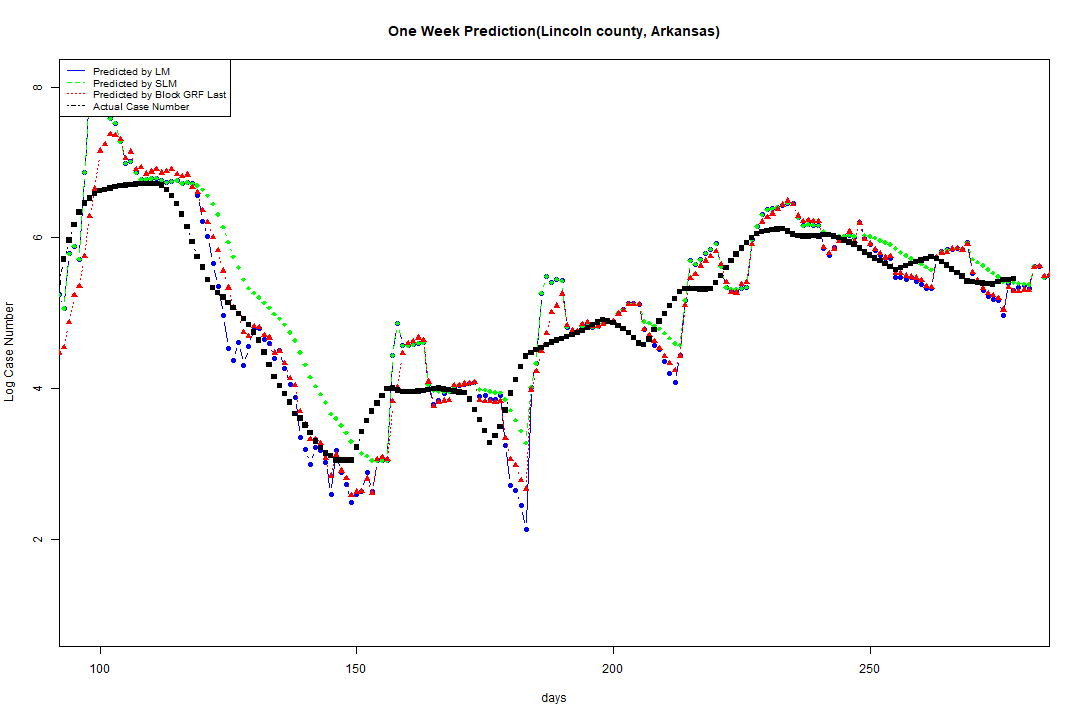 One Week Prediction(Lincoln county, Arkansas)
Predicted by LM
Predicted by SLM
Predicted by Block GRF Last
Actual Case Number
8
6
4
2
Log Case Number
100 150 200 250
days